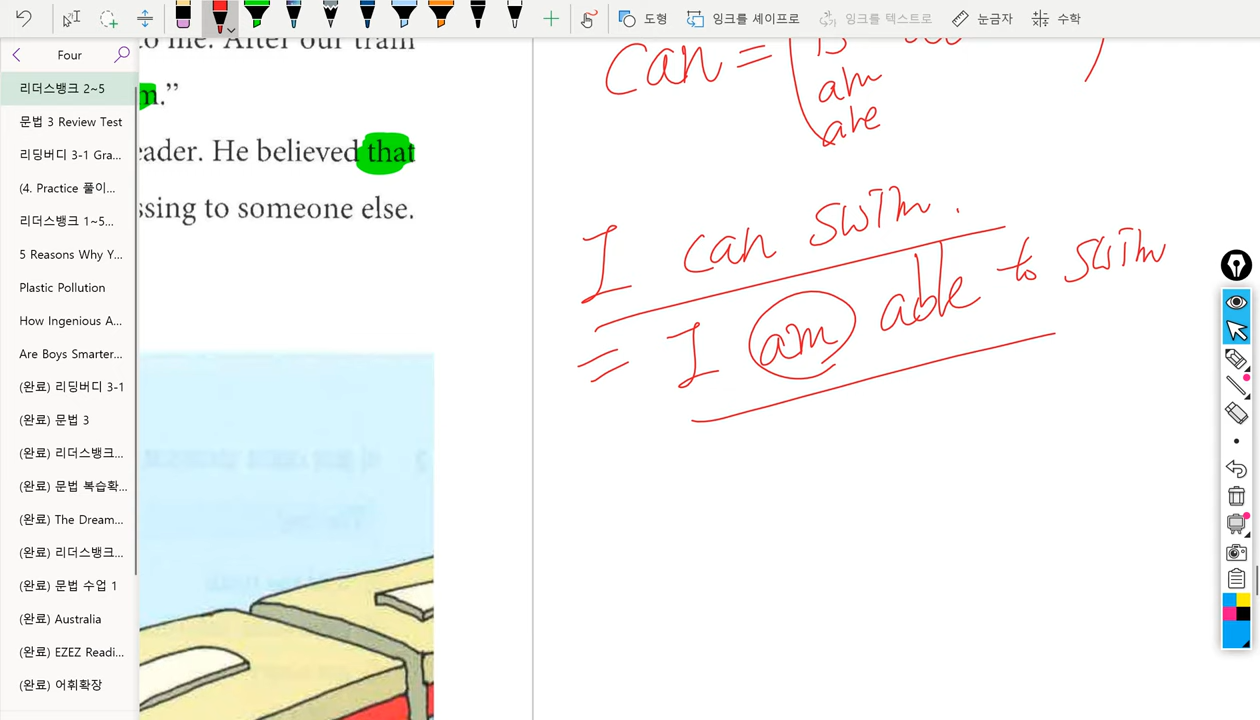 도형
잉크를 셰이프로
잉크를 텍스트로
눈금자
수학
Four
리더스뱅크 2~5
문법 3 Review Test
리딩버디 3-1 Gra...
(4. Practice 풀이...
리더스뱅크 1~5...
5 Reasons Why Y...
Plastic Pollution
How Ingenious A...
Are Boys Smarter...
(완료) 리딩버디 3-1
(완료) 문법 3
(완료) 리더스뱅크...
(완료) 문법 복습확...
(완료) The Dream...
(완료) 리더스뱅크...
(완료) 문법 수업 1
(완료) Australia
(완료) EZEZ Readi...
(완료) 어휘확장
to me. After our train
m.”
eader. He believed that
ssing to someone else.
can = (is
am
are
I can swim.
= I am able to swim